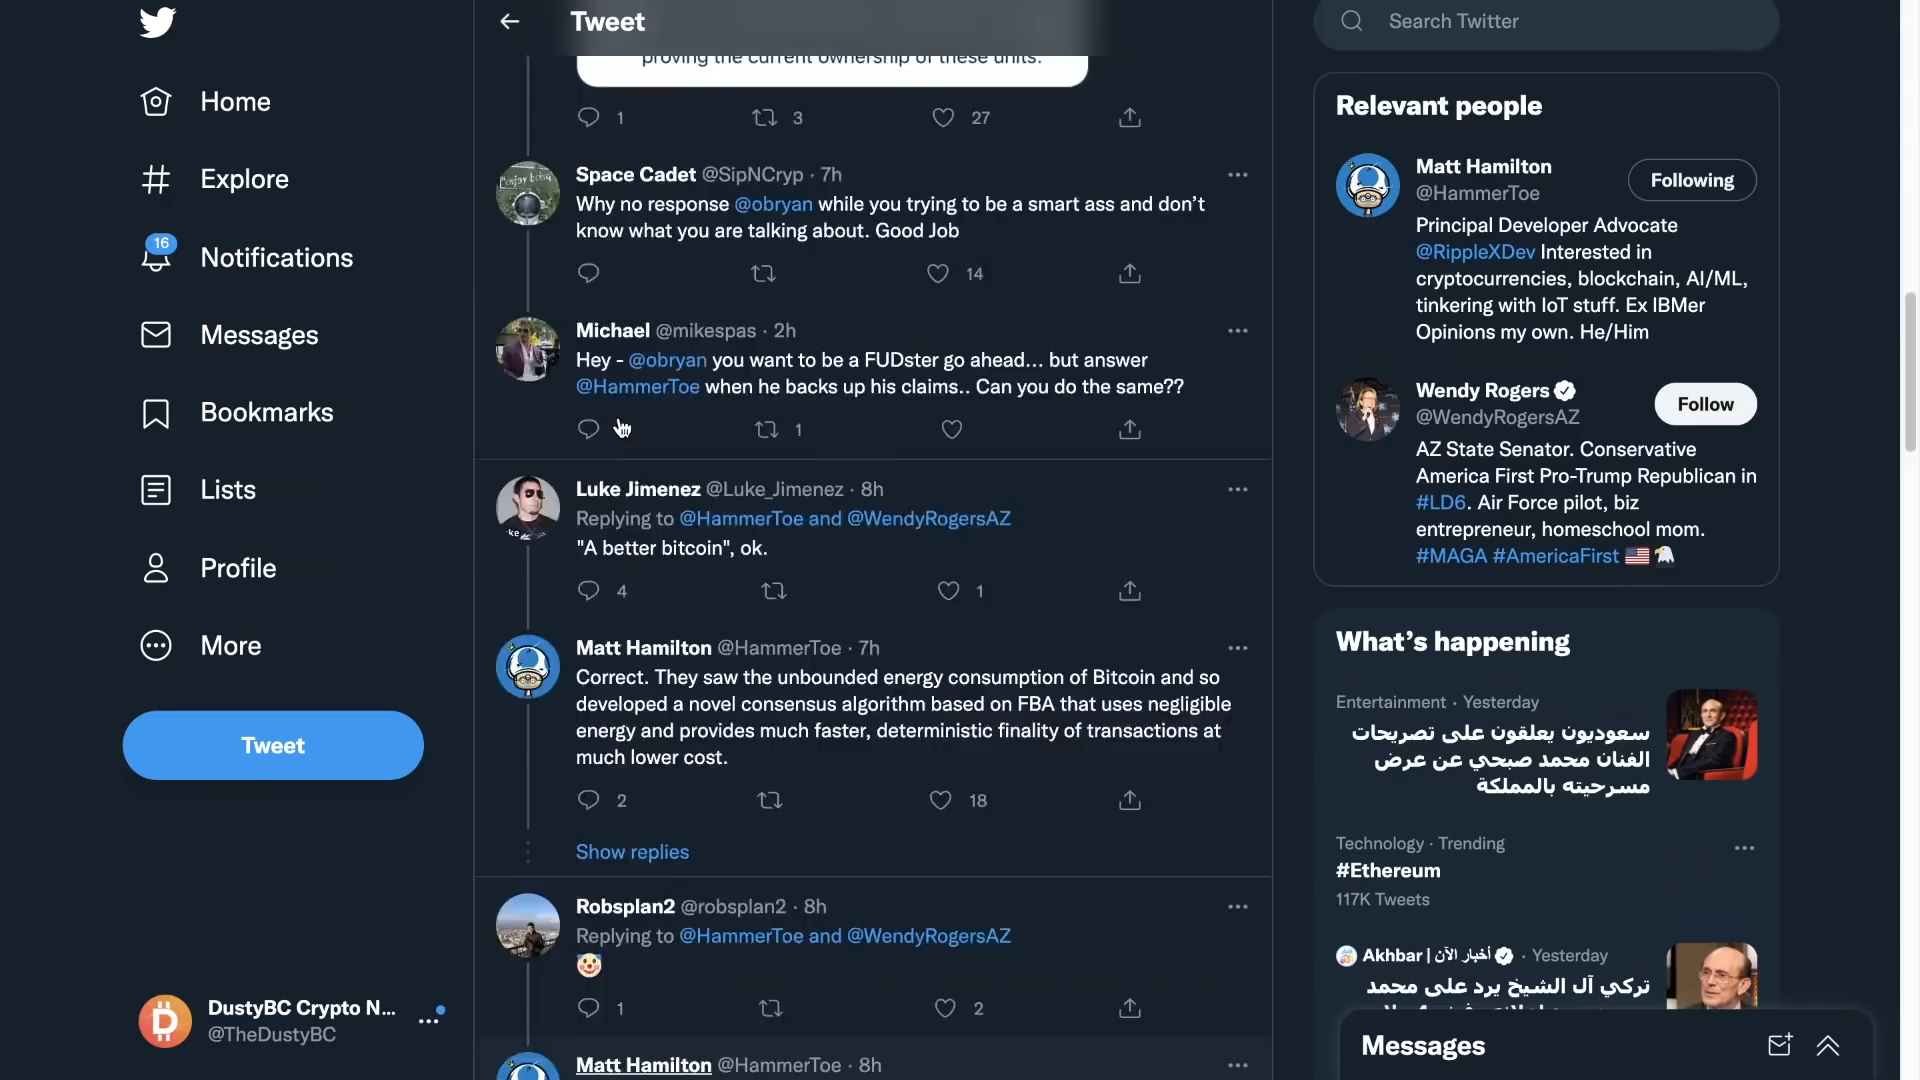 Home
Explore
16
Notifications
Messages
Bookmarks
Lists
Profile
More
Tweet
DustyBC Crypto N...
@TheDustyBC
Tweet
proving the current ownership of these units.
1 3 27
Space Cadet @SipNCryp · 7h
Why no response @obryan while you trying to be a smart ass and don’t
know what you are talking about. Good Job
14
Michael @mikespas · 2h
Hey - @obryan you want to be a FUDster go ahead... but answer
@HammerToe when he backs up his claims.. Can you do the same??
1
Luke Jimenez @Luke_Jimenez · 8h
Replying to @HammerToe and @WendyRogersAZ
"A better bitcoin", ok.
4 1
Matt Hamilton @HammerToe · 7h
Correct. They saw the unbounded energy consumption of Bitcoin and so
developed a novel consensus algorithm based on FBA that uses negligible
energy and provides much faster, deterministic finality of transactions at
much lower cost.
2 18
Show replies
Robsplan2 @robsplan2 · 8h
Replying to @HammerToe and @WendyRogersAZ
🤡
1 2
Matt Hamilton @HammerToe · 8h
Search Twitter
Relevant people
Matt Hamilton
@HammerToe
Following
Principal Developer Advocate
@RippleXDev Interested in
cryptocurrencies, blockchain, AI/ML,
tinkering with IoT stuff. Ex IBMer
Opinions my own. He/Him
Wendy Rogers
@WendyRogersAZ
Follow
AZ State Senator. Conservative
America First Pro-Trump Republican in
#LD6. Air Force pilot, biz
entrepreneur, homeschool mom.
#MAGA #AmericaFirst 🇺🇸🦅
What’s happening
Entertainment · Yesterday
سعوديون يعلقون على تصريحات
الفنان محمد صبحي عن عرض
مسرحيته بالمملكة
Technology · Trending
#Ethereum
117K Tweets
Akhbar | أخبار الآن · Yesterday
تركي آل الشيخ يرد على محمد
Messages